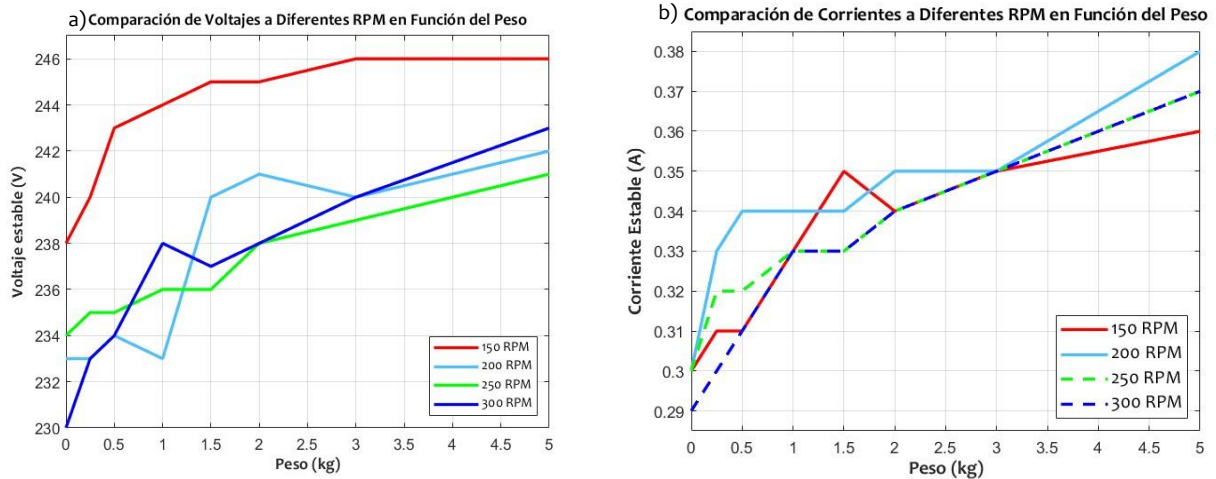 a) Comparación de Voltajes a Diferentes RPM en Función del Peso
Voltaje estable (V)
246
244
242
240
238
236
234
232
230
0 0.5 1 1.5 2 2.5 3 3.5 4 4.5 5
Peso (kg)
150 RPM
200 RPM
250 RPM
300 RPM
b) Comparación de Corrientes a Diferentes RPM en Función del Peso
Corriente Estable (A)
0.38
0.37
0.36
0.35
0.34
0.33
0.32
0.31
0.3
0.29
0 0.5 1 1.5 2 2.5 3 3.5 4 4.5 5
Peso (kg)
150 RPM
200 RPM
250 RPM
300 RPM